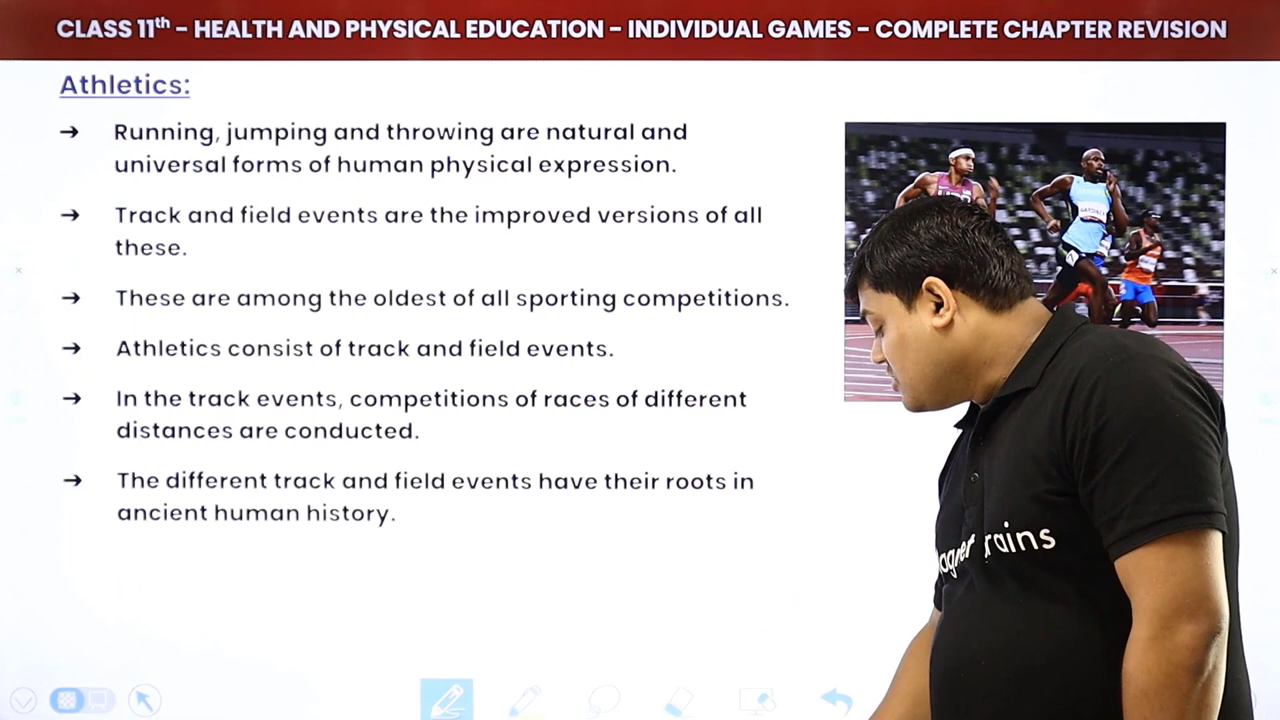 CLASS 11th – HEALTH AND PHYSICAL EDUCATION – INDIVIDUAL GAMES – COMPLETE CHAPTER REVISION
Athletics:
➔ Running, jumping and throwing are natural and
universal forms of human physical expression.
➔ Track and field events are the improved versions of all
these.
➔ These are among the oldest of all sporting competitions.
➔ Athletics consist of track and field events.
➔ In the track events, competitions of races of different
distances are conducted.
➔ The different track and field events have their roots in
ancient human history.